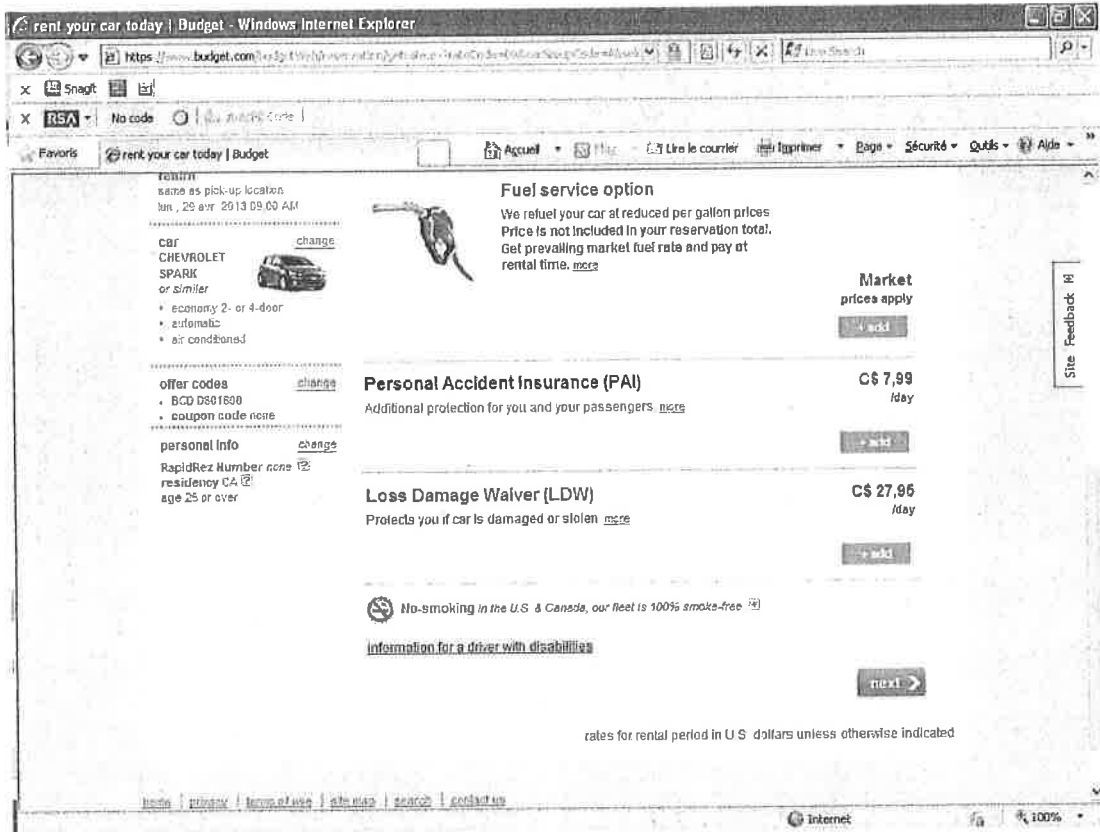 rent your car today | Budget - Windows Internet Explorer
https://www.budget.com
Live Search
x Snagit
x RSA No code
Favoris rent your car today | Budget
Accueil Lire le courrier Imprimer Page Sécurité Outils Aide
return
same as pick-up location
lun , 29 avr 2013 09:00 AM
car change
CHEVROLET
SPARK
or similar
• economy 2- or 4-door
• automatic
• air conditioned
offer codes change
• BCD
• coupon code none
personal info change
RapidRez Number none
residency CA
age 25 or over
Fuel service option
We refuel your car at reduced per gallon prices
Price is not included in your reservation total.
Get prevailing market fuel rate and pay at
rental time. more
Market
prices apply
+ add
Personal Accident Insurance (PAI)
Additional protection for you and your passengers more
C$ 7,99
/day
+ add
Loss Damage Waiver (LDW)
Protects you if car is damaged or stolen more
C$ 27,95
/day
+ add
No-smoking in the U.S. & Canada, our fleet is 100% smoke-free
information for a driver with disabilities
next >
rates for rental period in U S dollars unless otherwise indicated
Site Feedback
home | privacy | terms of use | site map | search | contact us
Internet 100%